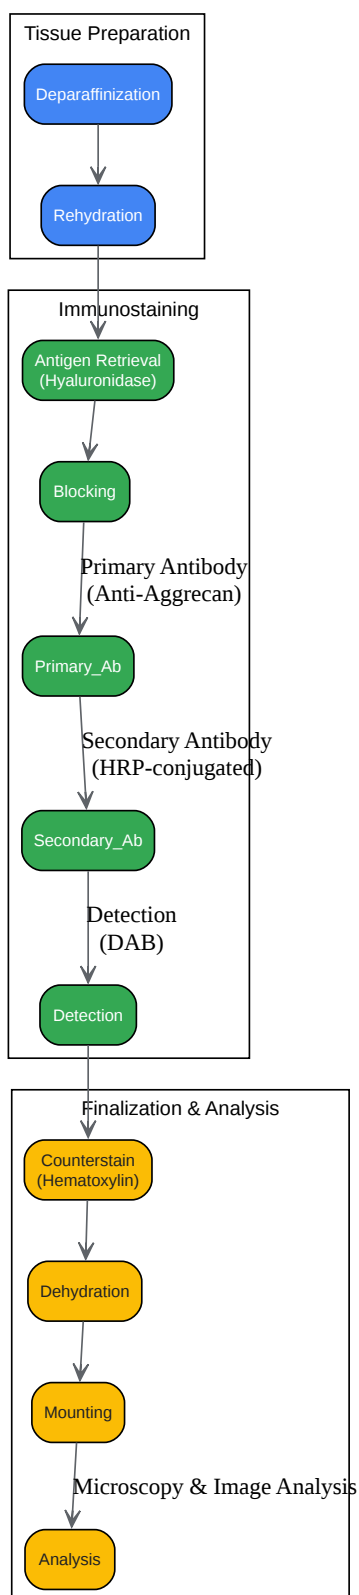 Tissue Preparation
Deparaffinization
Rehydration
Immunostaining
Antigen Retrieval
(Hyaluronidase)
Blocking
Primary Antibody
(Anti-Aggrecan)
Primary_Ab
Secondary Antibody
(HRP-conjugated)
Secondary_Ab
Detection
(DAB)
Detection
Finalization & Analysis
Counterstain
(Hematoxylin)
Dehydration
Mounting
Microscopy & Image Analysis
Analysis